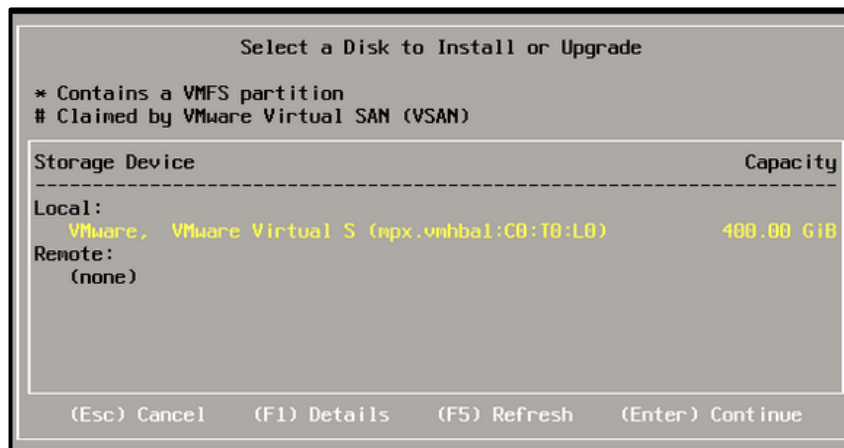 Select a Disk to Install or Upgrade
* Contains a VMFS partition
# Claimed by VMware Virtual SAN (VSAN)
Storage Device Capacity
--------------------------------------------------------------------
Local:
VMware, VMware Virtual S (mpx.vmhba1:C0:T0:L0) 400.00 GiB
Remote:
(none)
(Esc) Cancel (F1) Details (F5) Refresh (Enter) Continue